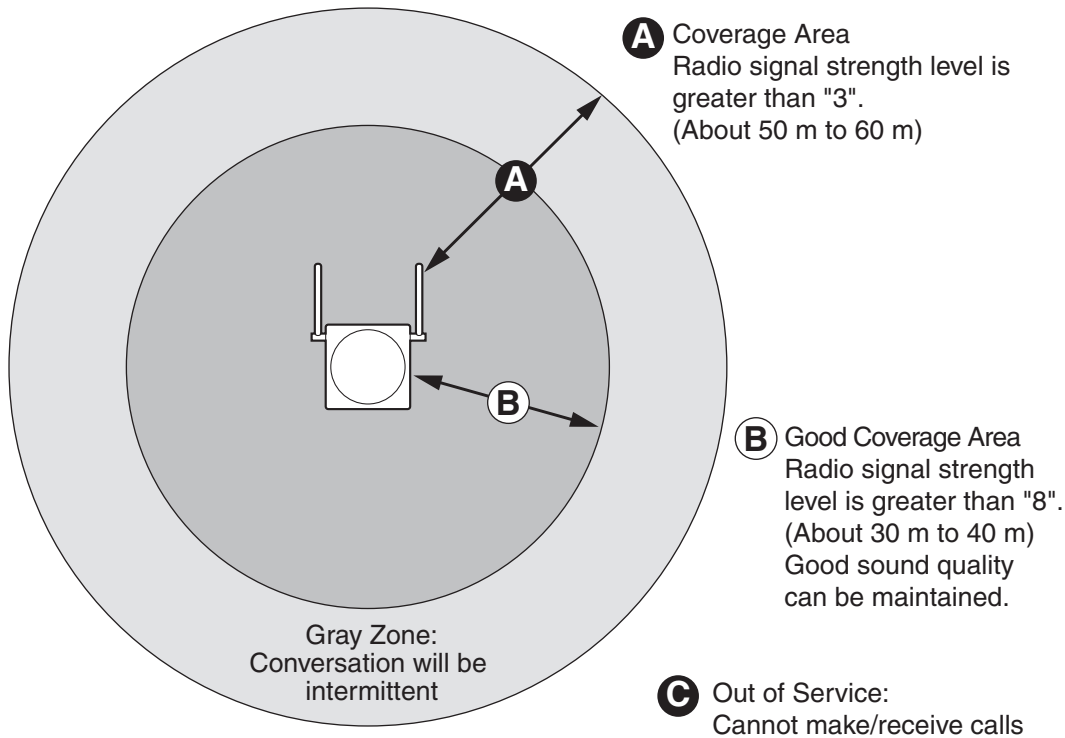 A Coverage Area
Radio signal strength level is
greater than "3".
(About 50 m to 60 m)
A
B
B Good Coverage Area
Radio signal strength
level is greater than "8".
(About 30 m to 40 m)
Good sound quality
can be maintained.
Gray Zone:
Conversation will be
intermittent
C Out of Service:
Cannot make/receive calls